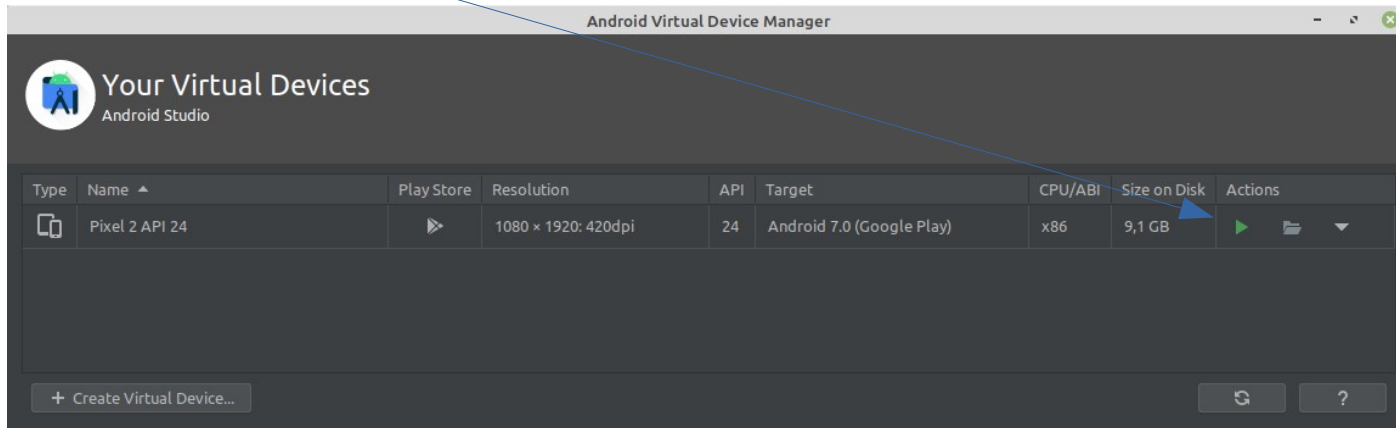 Android Virtual Device Manager
Your Virtual Devices
Android Studio
Type Name Play Store Resolution API Target CPU/ABI Size on Disk Actions
Pixel 2 API 24 1080 × 1920: 420dpi 24 Android 7.0 (Google Play) x86 9,1 GB
+ Create Virtual Device... ?